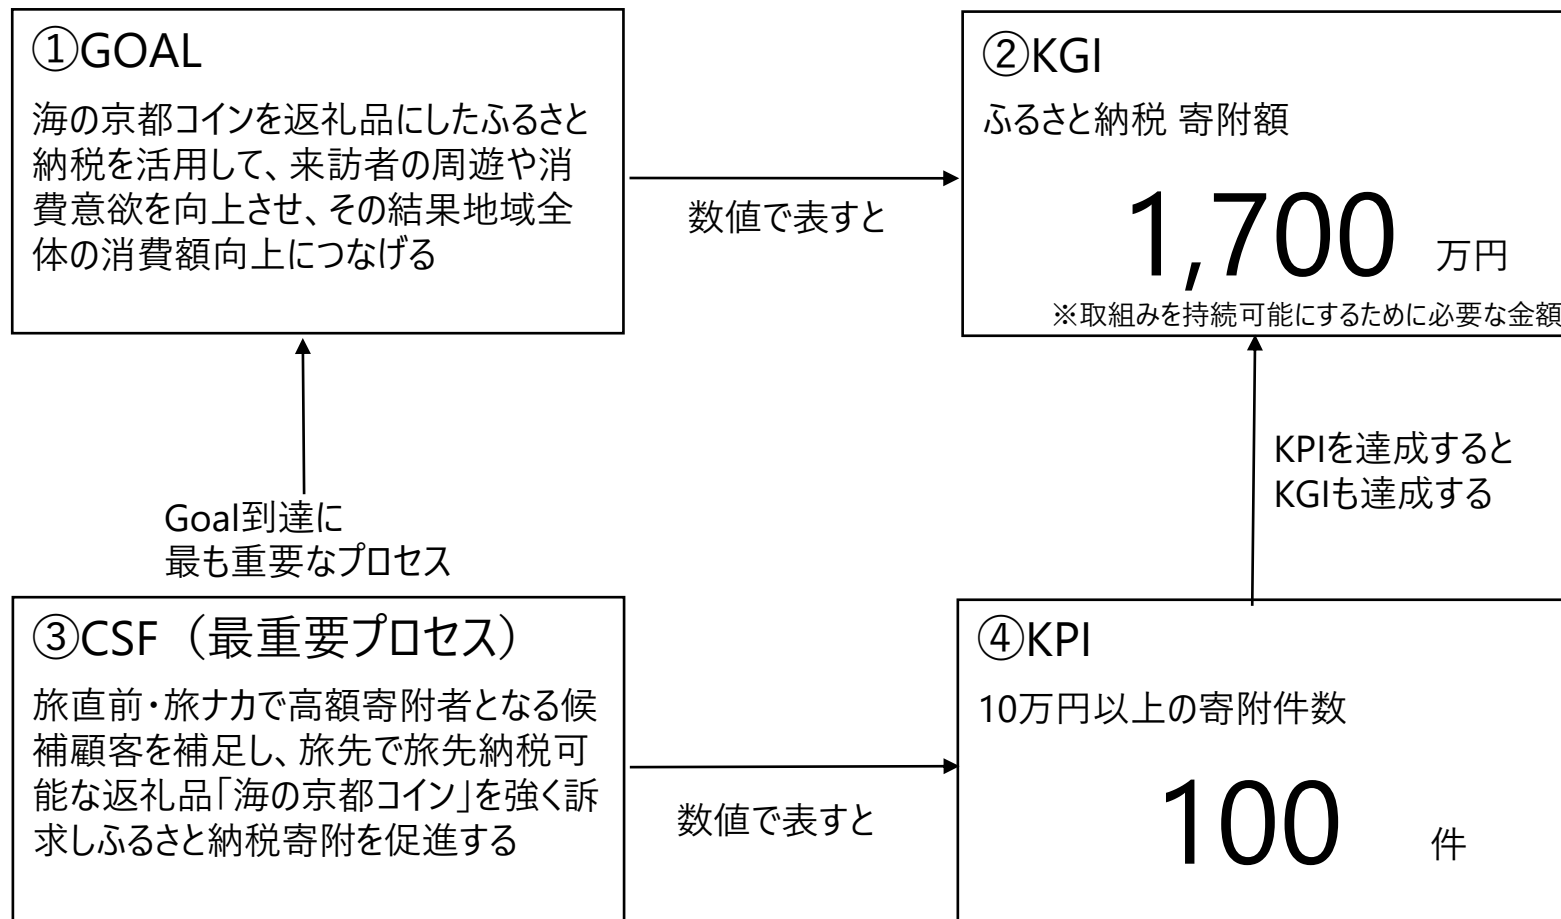 ①GOAL
海の京都コインを返礼品にしたふるさと
納税を活用して、来訪者の周遊や消
費意欲を向上させ、その結果地域全
体の消費額向上につなげる
数値で表すと
②KGI
ふるさと納税 寄附額
1,700 万円
※取組みを持続可能にするために必要な金額
Goal到達に
最も重要なプロセス
KPIを達成すると
KGIも達成する
③CSF（最重要プロセス）
旅直前・旅ナカで高額寄附者となる候
補顧客を補足し、旅先で旅先納税可
能な返礼品「海の京都コイン」を強く訴
求しふるさと納税寄附を促進する
数値で表すと
④KPI
10万円以上の寄附件数
100 件